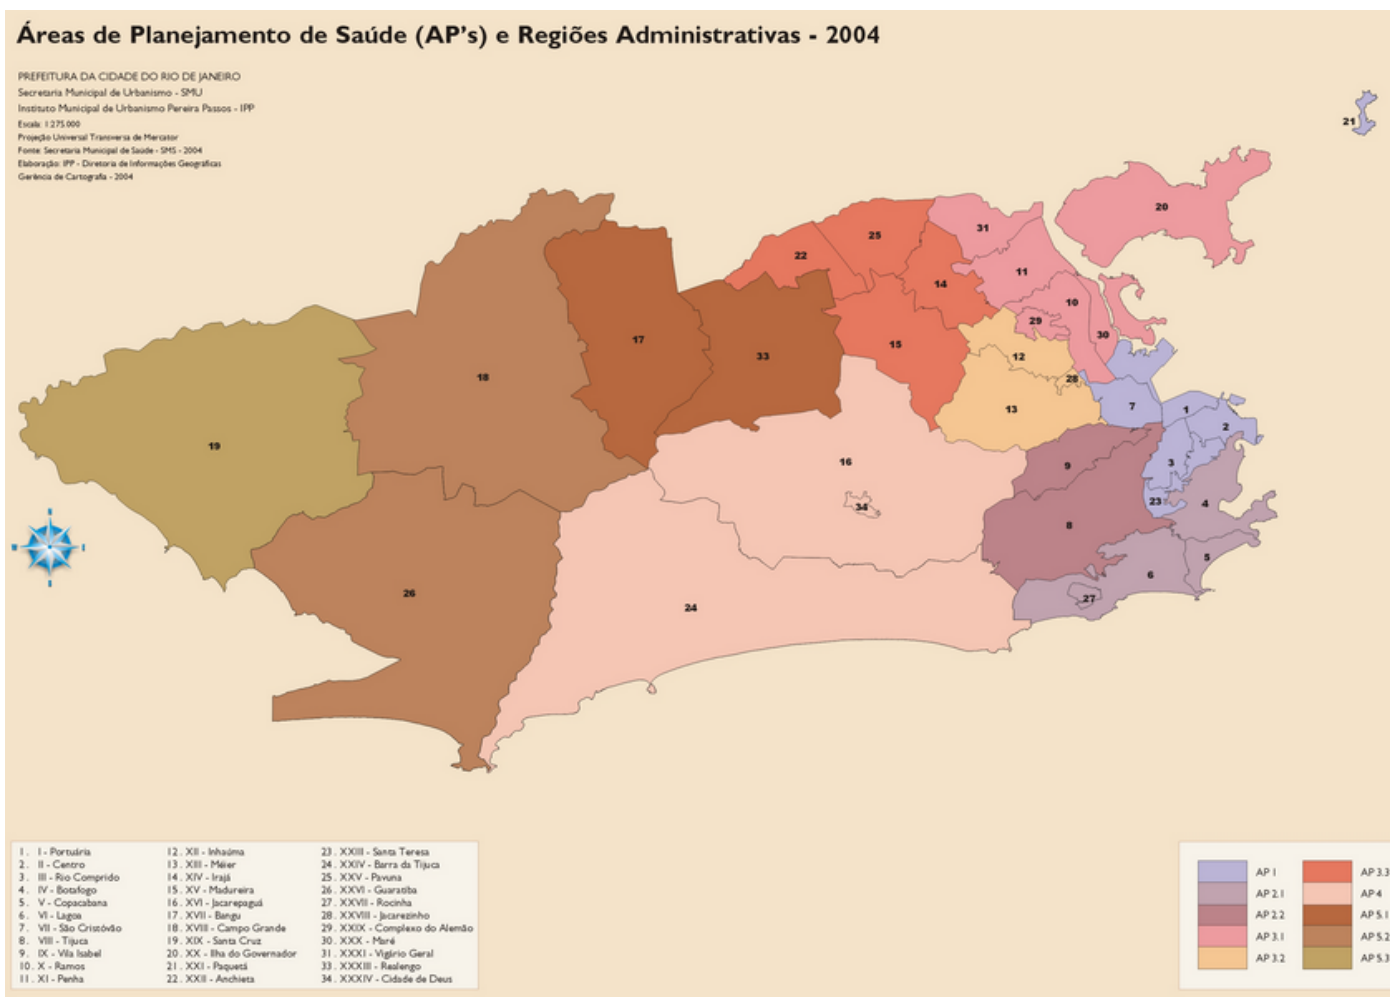 Áreas de Planejamento de Saúde (AP's) e Regiões Administrativas - 2004
PREFEITURA DA CIDADE DO RIO DE JANEIRO
Secretaria Municipal de Urbanismo - SMU
Instituto Municipal de Urbanismo Pereira Passos - IPP
Escala: 1:275.000
Projeção Universal Transversa de Mercator
Fonte: Secretaria Municipal de Saúde - SMS - 2004
Elaboração: IPP - Diretoria de Informações Geográficas
Gerência de Cartografia - 2004
21
20
31
25
22
11
14
10
29
30
17
15
33
12
28
18
13
7
1
2
19
16
9
3
23
34
4
8
5
6
26
27
24
1. I - Portuária
2. II - Centro
3. III - Rio Comprido
4. IV - Botafogo
5. V - Copacabana
6. VI - Lagoa
7. VII - São Cristóvão
8. VIII - Tijuca
9. IX - Vila Isabel
10. X - Ramos
11. XI - Penha
12. XII - Inhaúma
13. XIII - Méier
14. XIV - Irajá
15. XV - Madureira
16. XVI - Jacarepaguá
17. XVII - Bangu
18. XVIII - Campo Grande
19. XIX - Santa Cruz
20. XX - Ilha do Governador
21. XXI - Paquetá
22. XXII - Anchieta
23. XXIII - Santa Teresa
24. XXIV - Barra da Tijuca
25. XXV - Pavuna
26. XXVI - Guaratiba
27. XXVII - Rocinha
28. XXVIII - Jacarezinho
29. XXIX - Complexo do Alemão
30. XXX - Maré
31. XXXI - Vigário Geral
33. XXXIII - Realengo
34. XXXIV - Cidade de Deus
AP 1
AP 2.1
AP 2.2
AP 3.1
AP 3.2
AP 3.3
AP 4
AP 5.1
AP 5.2
AP 5.3